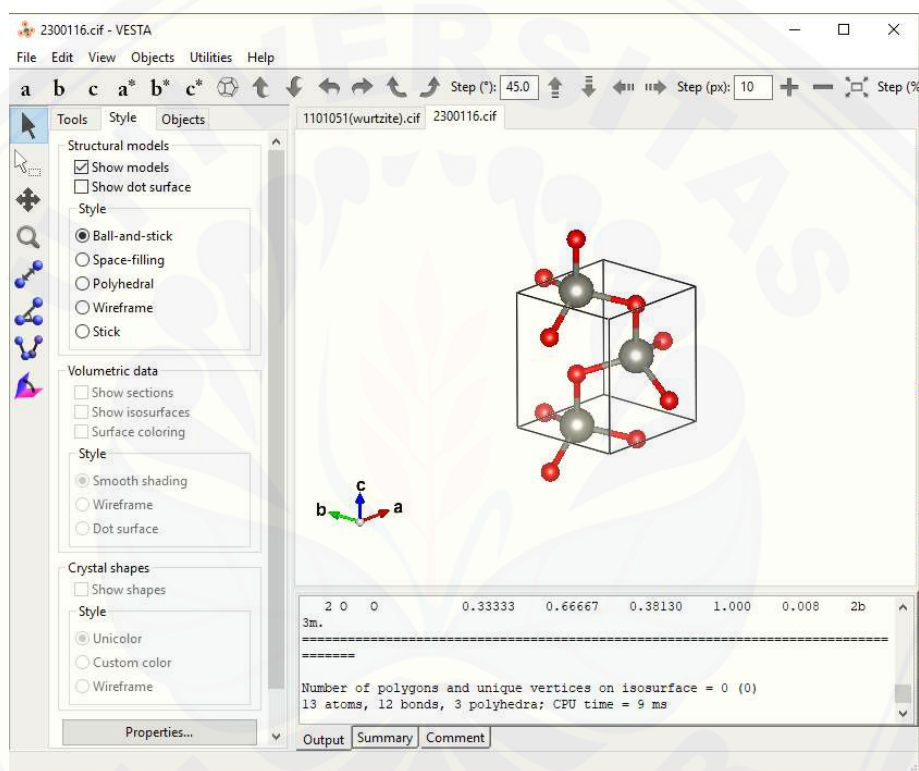 2300116.cif - VESTA
File Edit View Objects Utilities Help
a b c a* b* c* Step (°): 45.0 Step (px): 10 Step (%
Tools Style Objects
1101051(wurtzite).cif 2300116.cif
Structural models
Show models
Show dot surface
Style
Ball-and-stick
Space-filling
Polyhedral
Wireframe
Stick
Volumetric data
Show sections
Show isosurfaces
Surface coloring
Style
Smooth shading
Wireframe
Dot surface
Crystal shapes
Show shapes
Style
Unicolor
Custom color
Wireframe
Properties...
c
b a
2 O O 0.33333 0.66667 0.38130 1.000 0.008 2b
3m.
================================================================================
=======
Number of polygons and unique vertices on isosurface = 0 (0)
13 atoms, 12 bonds, 3 polyhedra; CPU time = 9 ms
Output Summary Comment